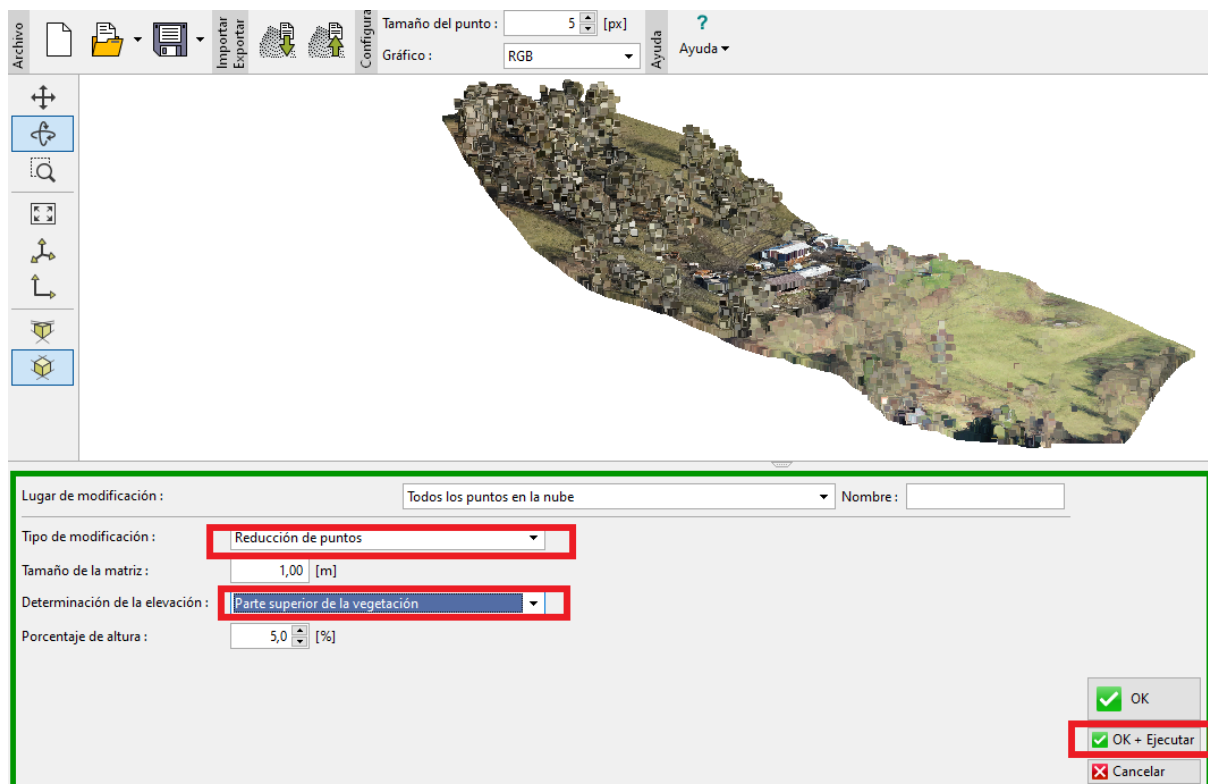 Archivo
Importar
Exportar
Configura
Tamaño del punto : 5 [px]
Gráfico : RGB
Ayuda
?
Ayuda
Lugar de modificación : Todos los puntos en la nube Nombre :
Tipo de modificación : Reducción de puntos
Tamaño de la matriz : 1,00 [m]
Determinación de la elevación : Parte superior de la vegetación
Porcentaje de altura : 5,0 [%]
OK
OK + Ejecutar
Cancelar